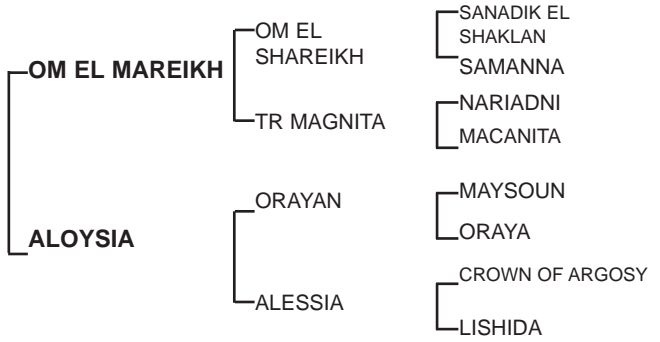 SANADIK EL
SHAKLAN
OM EL
SHAREIKH
SAMANNA
OM EL MAREIKH
NARIADNI
TR MAGNITA
MACANITA
MAYSOUN
ORAYAN
ORAYA
ALOYSIA
CROWN OF ARGOSY
ALESSIA
LISHIDA